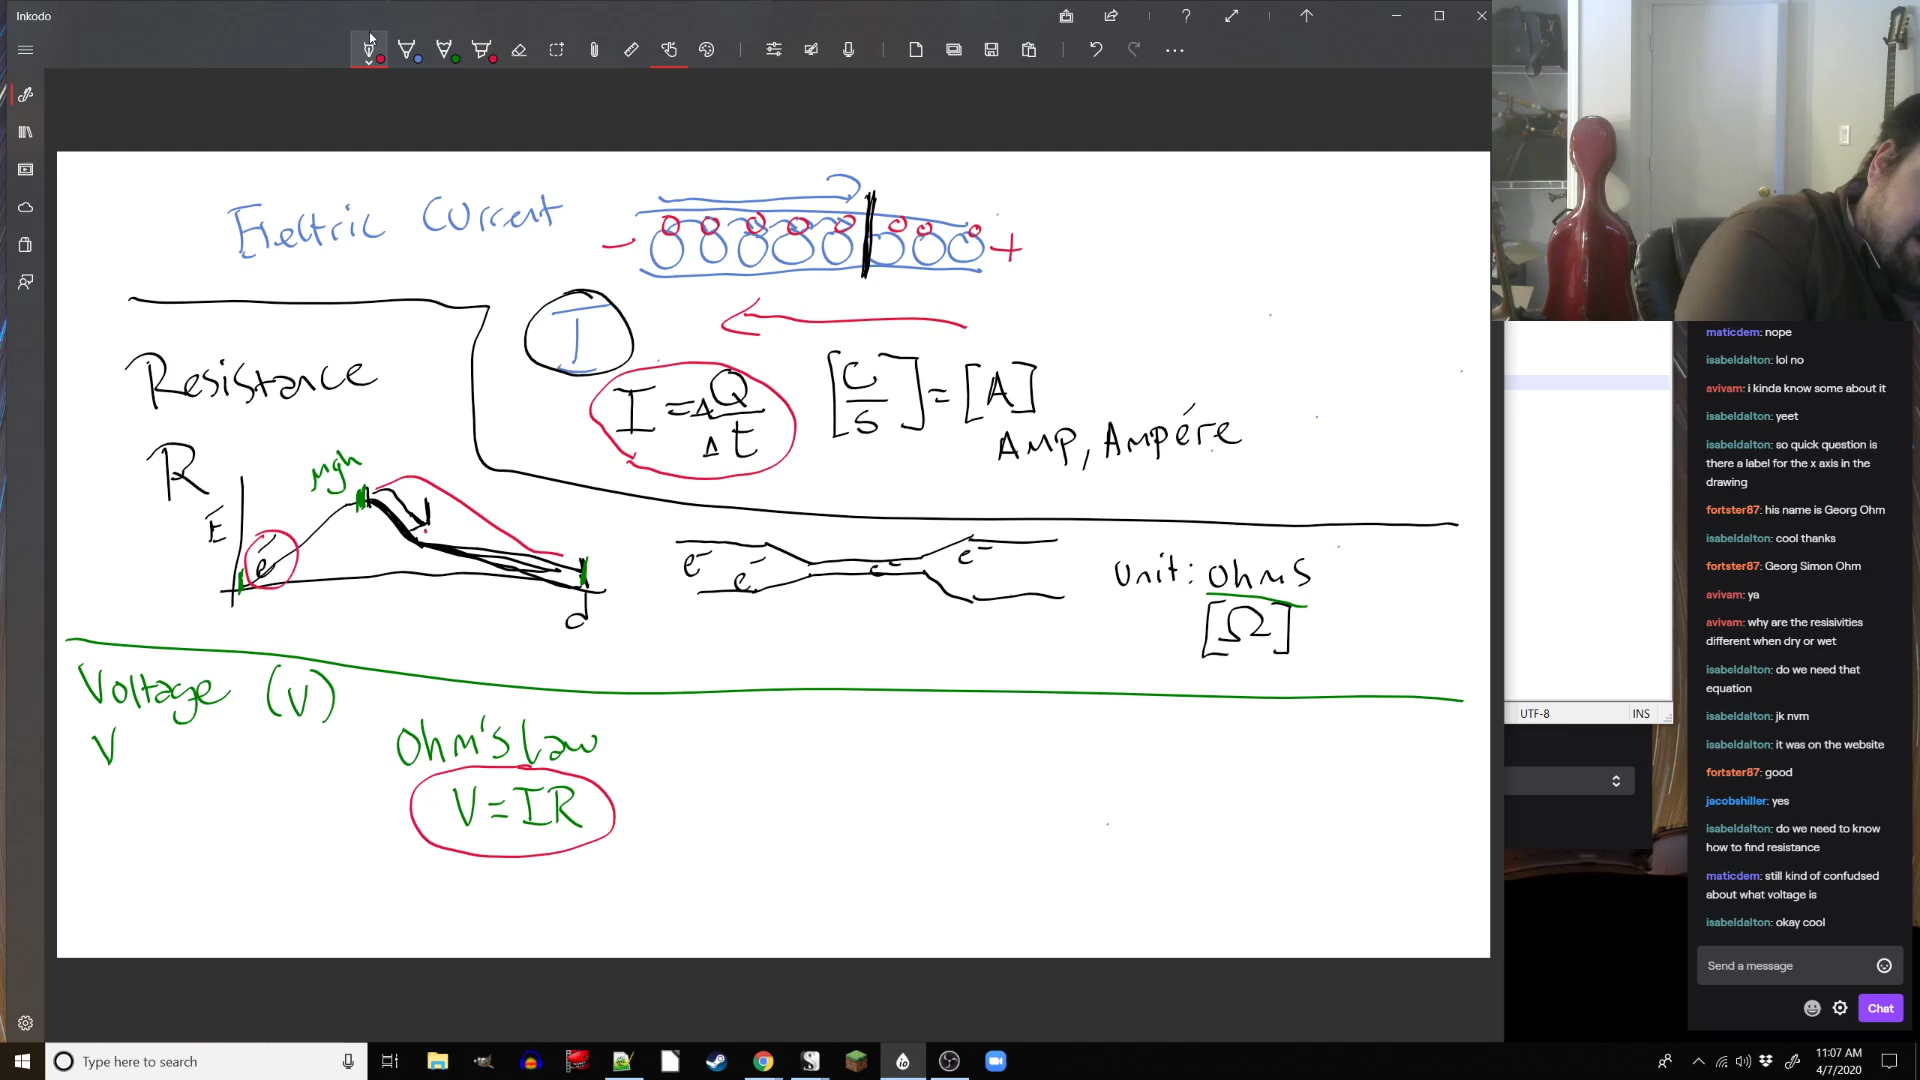 Inkodo
Eleltric Current
-
+
Resistance
I
I = ΔQ
Δt
[C
s] = [A]
Amp, Ampére
R
E
mgh
e-
d
e-
e-
e-
e-
Unit: Ohms
[Ω]
Voltage (V)
V
Ohm's Law
V=IR
UTF-8
INS
maticdem: nope
isabeldalton: lol no
avivam: i kinda know some about it
isabeldalton: yeet
isabeldalton: so quick question is
there a label for the x axis in the
drawing
fortster87: his name is Georg Ohm
isabeldalton: cool thanks
fortster87: Georg Simon Ohm
avivam: ya
avivam: why are the resisivities
different when dry or wet
isabeldalton: do we need that
equation
isabeldalton: jk nvm
isabeldalton: it was on the website
fortster87: good
jacobshiller: yes
isabeldalton: do we need to know
how to find resistance
maticdem: still kind of confudsed
about what voltage is
isabeldalton: okay cool
Send a message
Chat
Type here to search
11:07 AM
4/7/2020